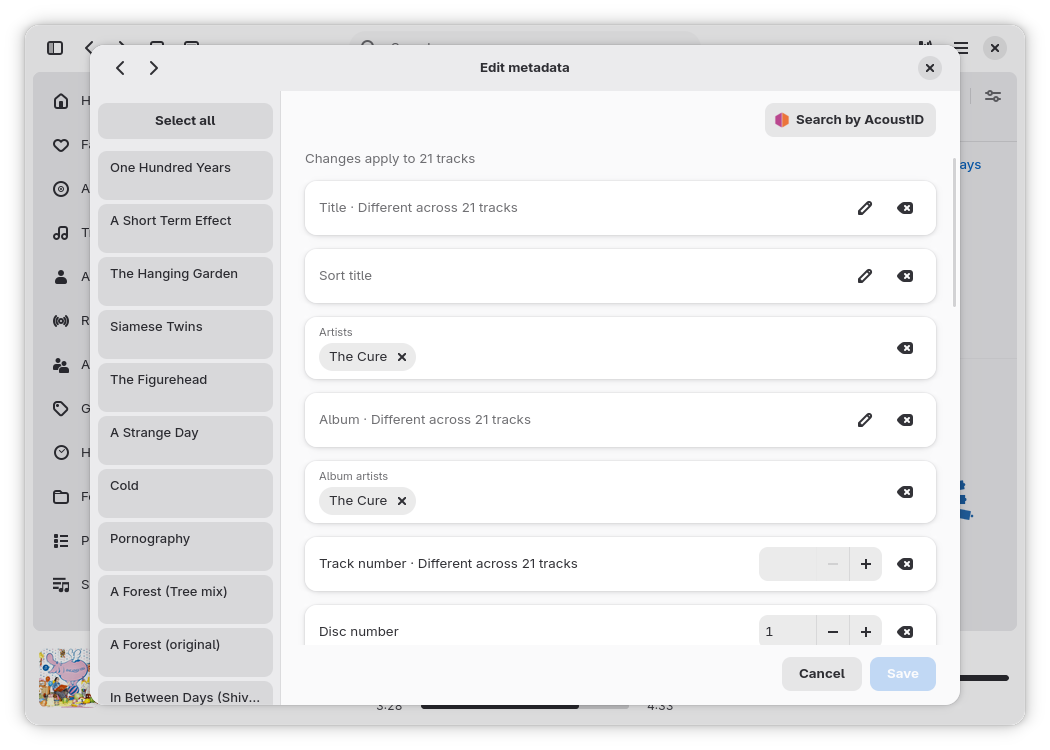 Edit metadata
Select all
One Hundred Years
A Short Term Effect
The Hanging Garden
Siamese Twins
The Figurehead
A Strange Day
Cold
Pornography
A Forest (Tree mix)
A Forest (original)
In Between Days (Shiv...
Search by AcoustID
Changes apply to 21 tracks
Title · Different across 21 tracks
Sort title
Artists
The Cure
Album · Different across 21 tracks
Album artists
The Cure
Track number · Different across 21 tracks
Disc number
1
Cancel
Save
3:28
4:33